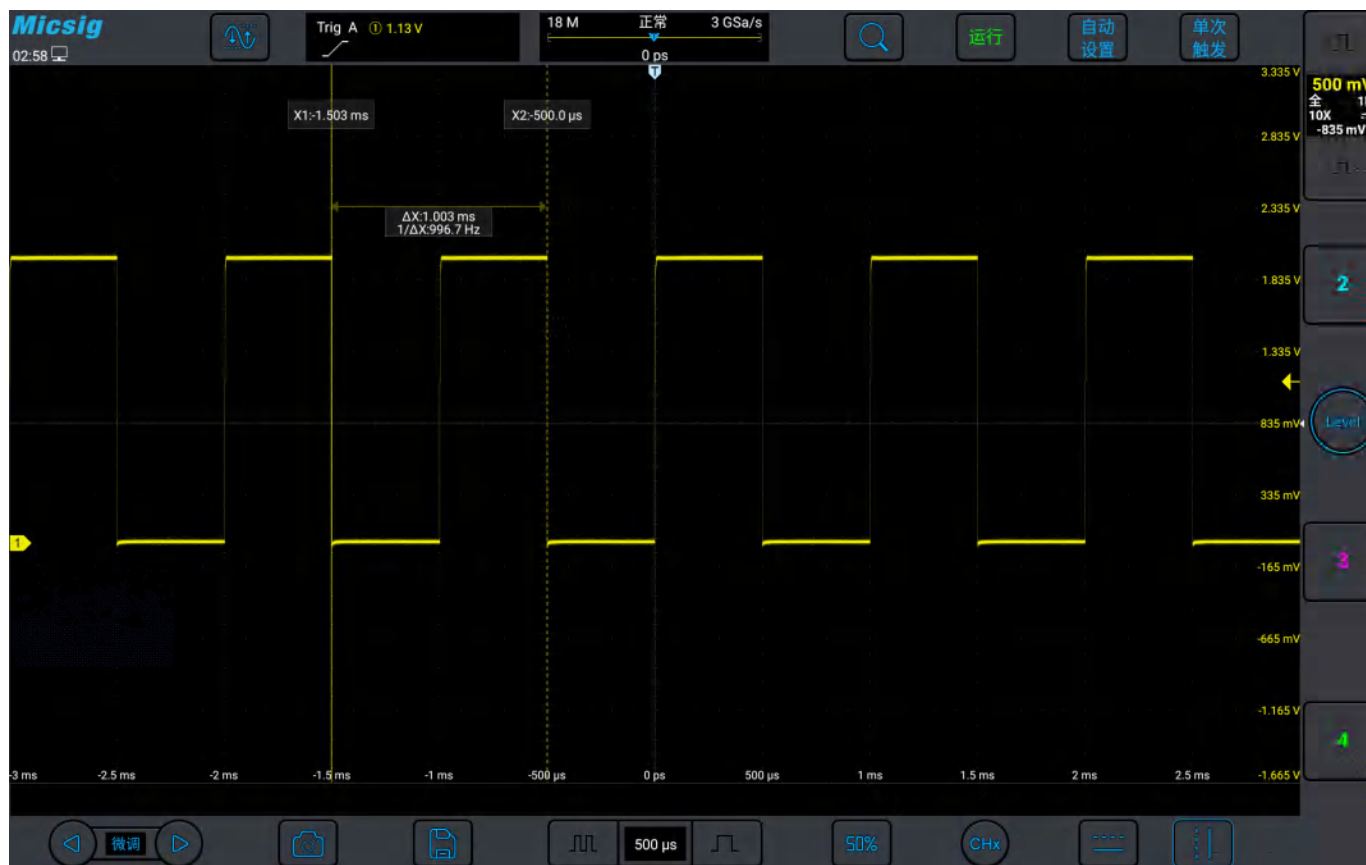 Micsig
02:58
Trig A ① 1.13 V
18 M 正常 3 GSa/s
0 ps
T
运行
自动
设置
单次
触发
500 mV
全
10X
-835 mV
X1:-1.503 ms
X2:-500.0 µs
ΔX:1.003 ms
1/ΔX:996.7 Hz
3.335 V
2.835 V
2.335 V
1.835 V
1.335 V
835 mV
335 mV
-165 mV
-665 mV
-1.165 V
-1.665 V
1
2
Level
3
4
-3 ms -2.5 ms -2 ms -1.5 ms -1 ms -500 µs 0 ps 500 µs 1 ms 1.5 ms 2 ms 2.5 ms
微调
500 µs
50%
CHx